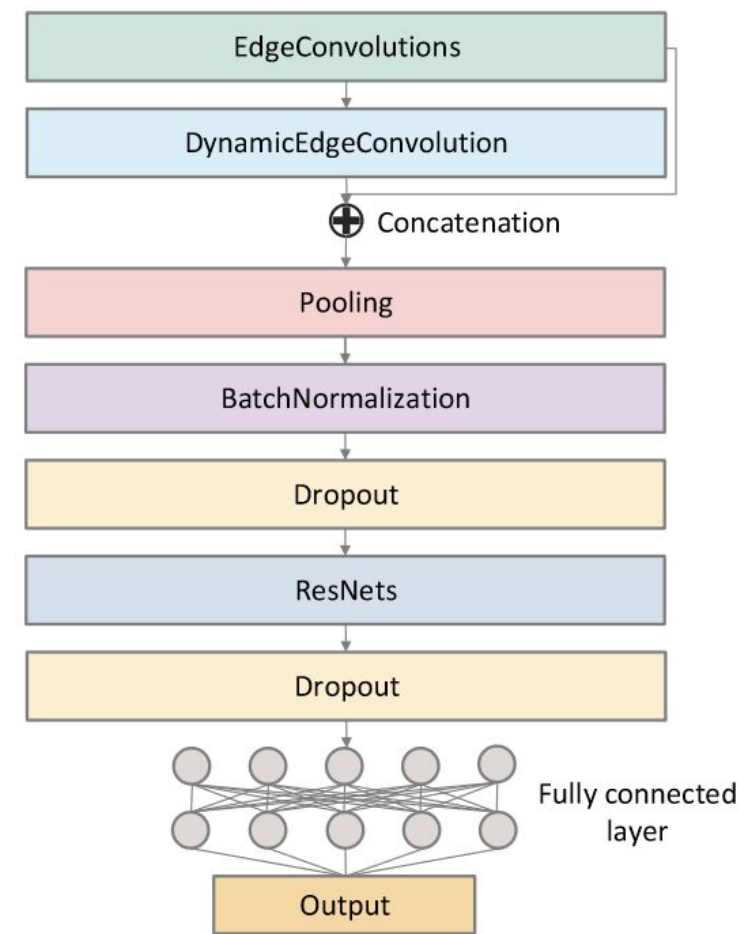 EdgeConvolutions
DynamicEdgeConvolution
Concatenation
Pooling
BatchNormalization
Dropout
ResNets
Dropout
Fully connected
layer
Output